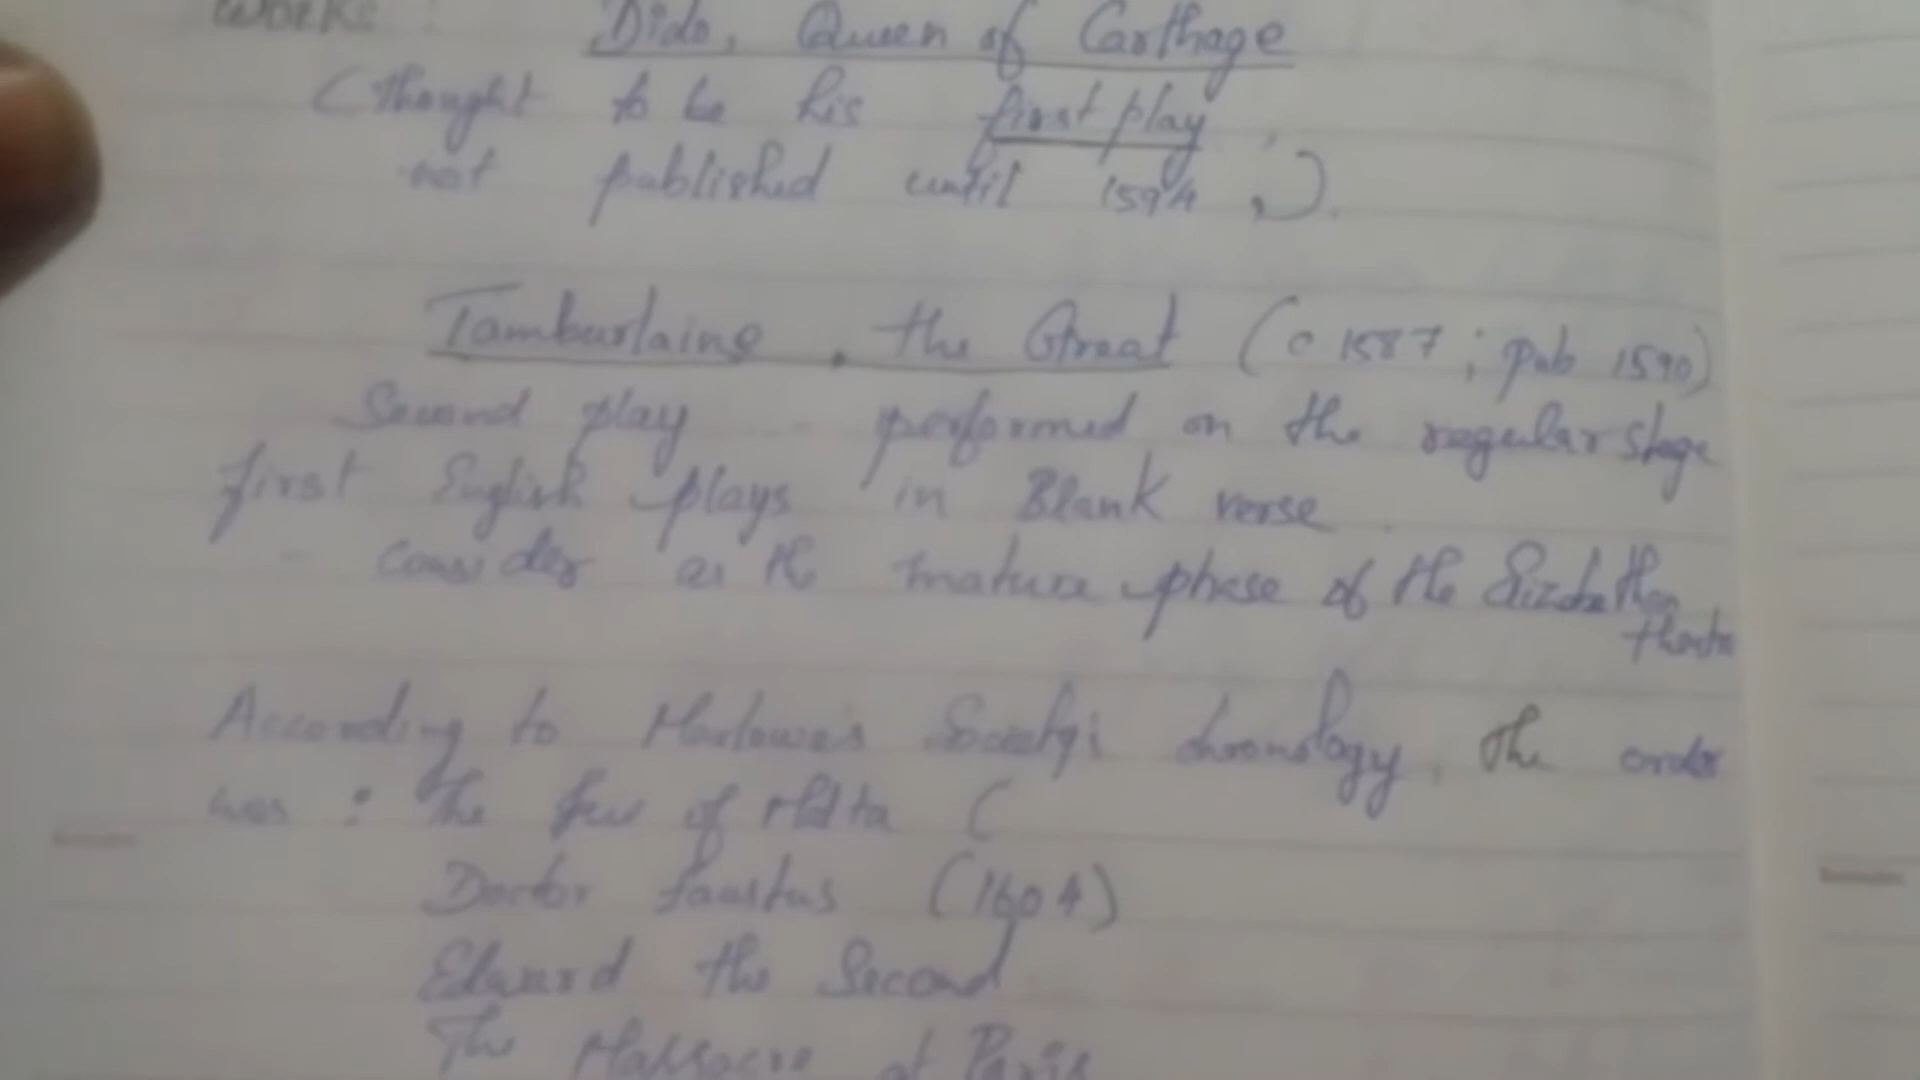 Works :
Dido, Queen of Carthage
(Thought to be his first play,
not published until 1594,).
Tamburlaine, the Great (c 1587; pub 1590)
Second play - performed on the regular stage
first English plays in Blank verse.
- consider as the mature phase of the Elizabethan
theatre
According to Marlowe's Society's chronology, the order
was : The Jew of Malta (
Doctor Faustus (1604)
Edward the Second
The Massacre at Paris